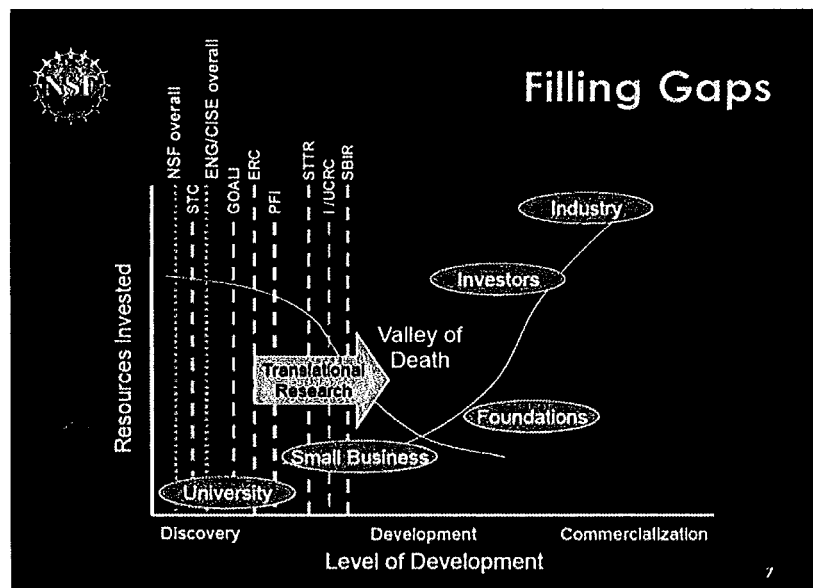 NSF
Filling Gaps
NSF overall
STC
ENG/CISE overall
GOALI
ERC
PFI
STTR
I/UCRC
SBIR
Industry
Investors
Valley of
Death
Translational
Research
Foundations
Small Business
University
Resources Invested
Discovery
Development
Commercialization
Level of Development
7